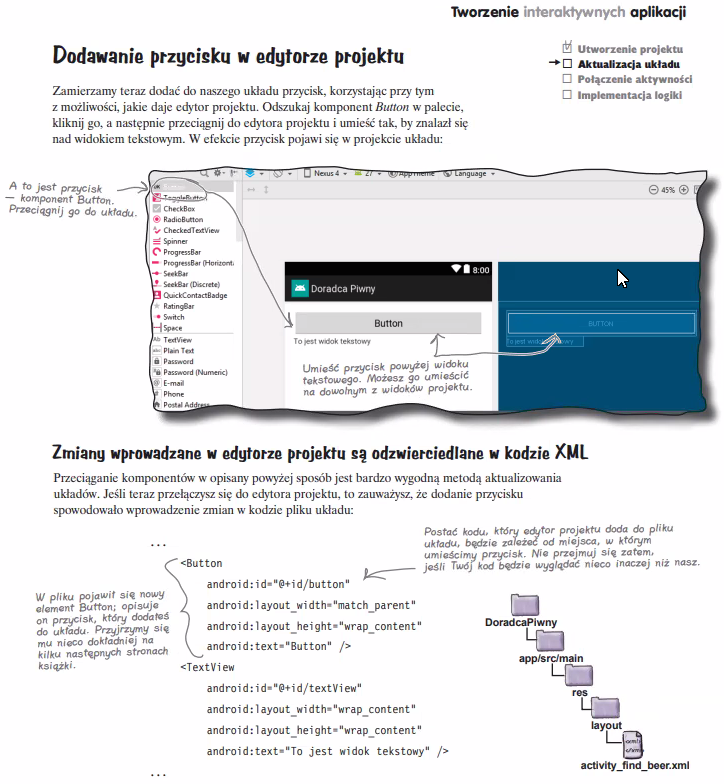 Tworzenie interaktywnych aplikacji
Dodawanie przycisku w edytorze projektu
Utworzenie projektu
Aktualizacja układu
Połączenie aktywności
Implementacja logiki
Zamierzamy teraz dodać do naszego układu przycisk, korzystając przy tym
z możliwości, jakie daje edytor projektu. Odszukaj komponent Button w palecie,
kliknij go, a następnie przeciągnij do edytora projektu i umieść tak, by znalazł się
nad widokiem tekstowym. W efekcie przycisk pojawi się w projekcie układu:
A to jest przycisk
— komponent Button.
Przeciągnij go do układu.
Nexus 4
27
AppTheme
Language
45%
OK Button
ToggleButton
CheckBox
RadioButton
CheckedTextView
Spinner
ProgressBar
ProgressBar (Horizonta
SeekBar
SeekBar (Discrete)
QuickContactBadge
RatingBar
Switch
Space
Ab TextView
Plain Text
Password
Password (Numeric)
E-mail
Phone
Postal Address
8:00
Doradca Piwny
Button
To jest widok tekstowy
BUTTON
To jest widok tekstowy
Umieść przycisk powyżej widoku
tekstowego. Możesz go umieścić
na dowolnym z widoków projektu.
Zmiany wprowadzane w edytorze projektu są odzwierciedlane w kodzie XML
Przeciąganie komponentów w opisany powyżej sposób jest bardzo wygodną metodą aktualizowania
układów. Jeśli teraz przełączysz się do edytora projektu, to zauważysz, że dodanie przycisku
spowodowało wprowadzenie zmian w kodzie pliku układu:
...
Postać kodu, który edytor projektu doda do pliku
układu, będzie zależeć od miejsca, w którym
umieścimy przycisk. Nie przejmuj się zatem,
jeśli Twój kod będzie wyglądać nieco inaczej niż nasz.
W pliku pojawił się nowy
element Button; opisuje
on przycisk, który dodałeś
do układu. Przyjrzymy się
mu nieco dokładniej na
kilku następnych stronach
książki.
<Button
android:id="@+id/button"
android:layout_width="match_parent"
android:layout_height="wrap_content"
android:text="Button" />
<TextView
android:id="@+id/textView"
android:layout_width="wrap_content"
android:layout_height="wrap_content"
android:text="To jest widok tekstowy" />
...
DoradcaPiwny
app/src/main
res
layout
<xml>
</xml>
activity_find_beer.xml